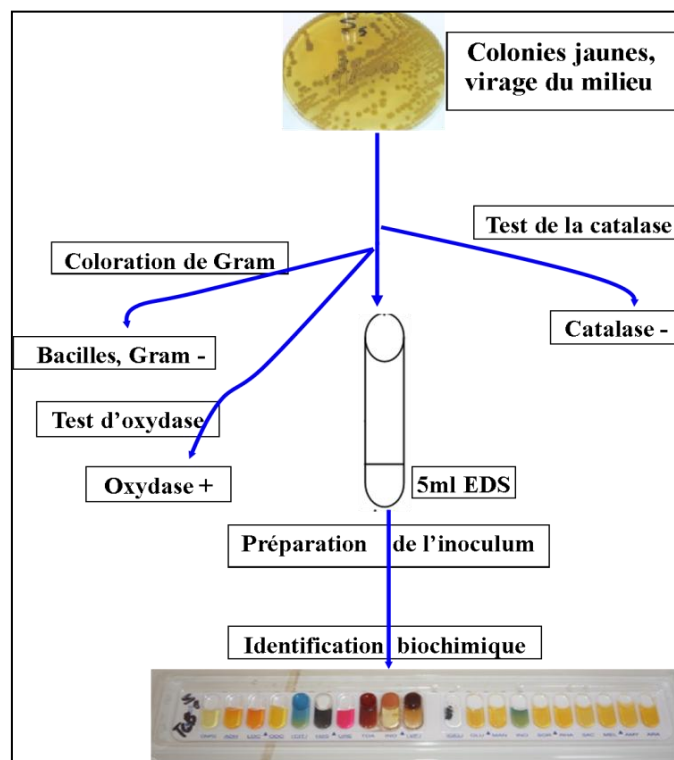 Colonies jaunes,
virage du milieu
Test de la catalase
Coloration de Gram
Catalase -
Bacilles, Gram -
Test d’oxydase
Oxydase +
5ml EDS
Préparation de l’inoculum
Identification biochimique